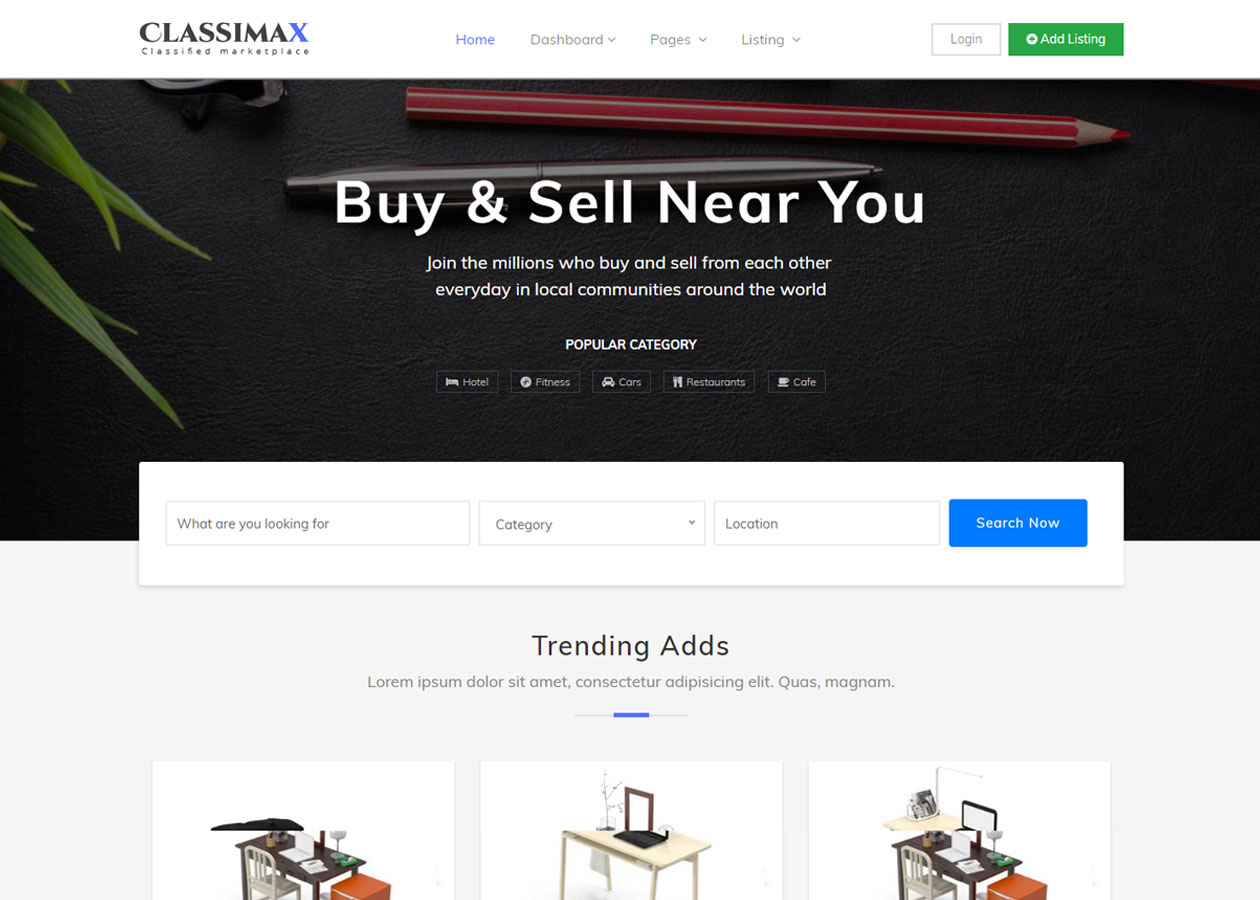 CLASSIMAX
Classified marketplace
Home
Dashboard
Pages
Listing
Login
Add Listing
Buy & Sell Near You
Join the millions who buy and sell from each other
everyday in local communities around the world
POPULAR CATEGORY
Hotel
Fitness
Cars
Restaurants
Cafe
What are you looking for
Category
Location
Search Now
Trending Adds
Lorem ipsum dolor sit amet, consectetur adipisicing elit. Quas, magnam.